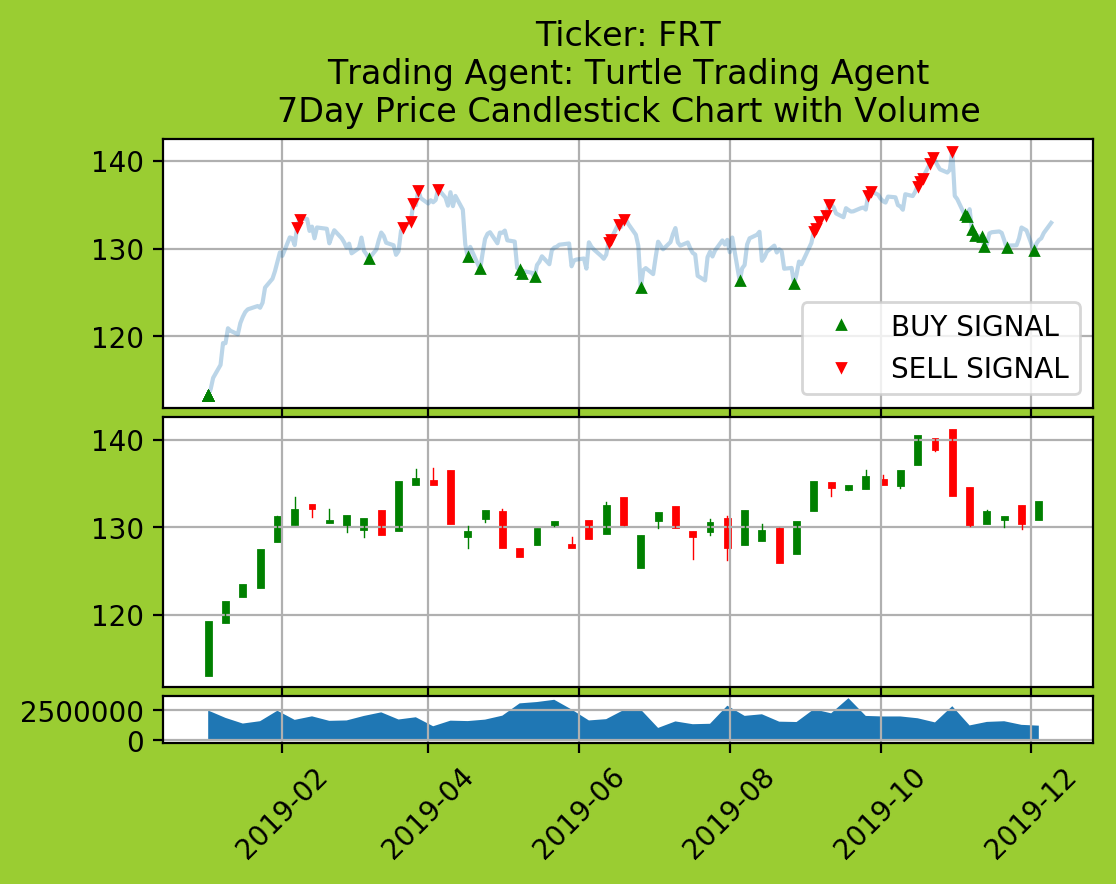 Ticker: FRT
Trading Agent: Turtle Trading Agent
7Day Price Candlestick Chart with Volume
140
130
120
BUY SIGNAL
SELL SIGNAL
140
130
120
2500000
0
2019-02
2019-04
2019-06
2019-08
2019-10
2019-12